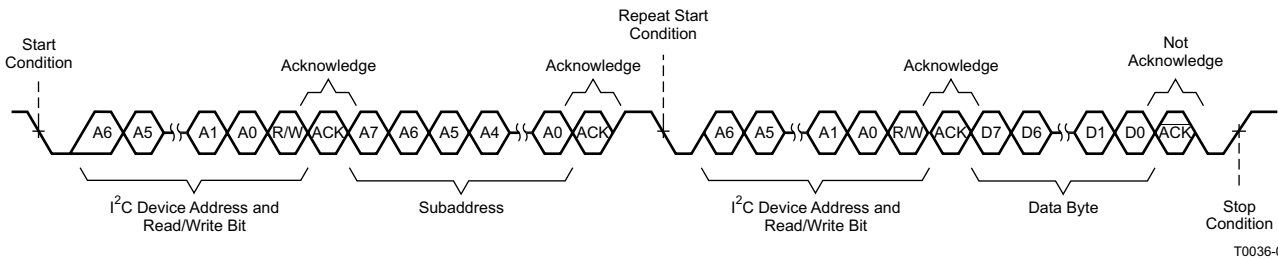 Start
Condition
Repeat Start
Condition
Acknowledge
Acknowledge
Acknowledge
Not
Acknowledge
A6 A5 A1 A0 R/W ACK A7 A6 A5 A4 A0 ACK A6 A5 A1 A0 R/W ACK D7 D6 D1 D0 ACK
I²C Device Address and
Read/Write Bit
Subaddress
I²C Device Address and
Read/Write Bit
Data Byte
Stop
Condition